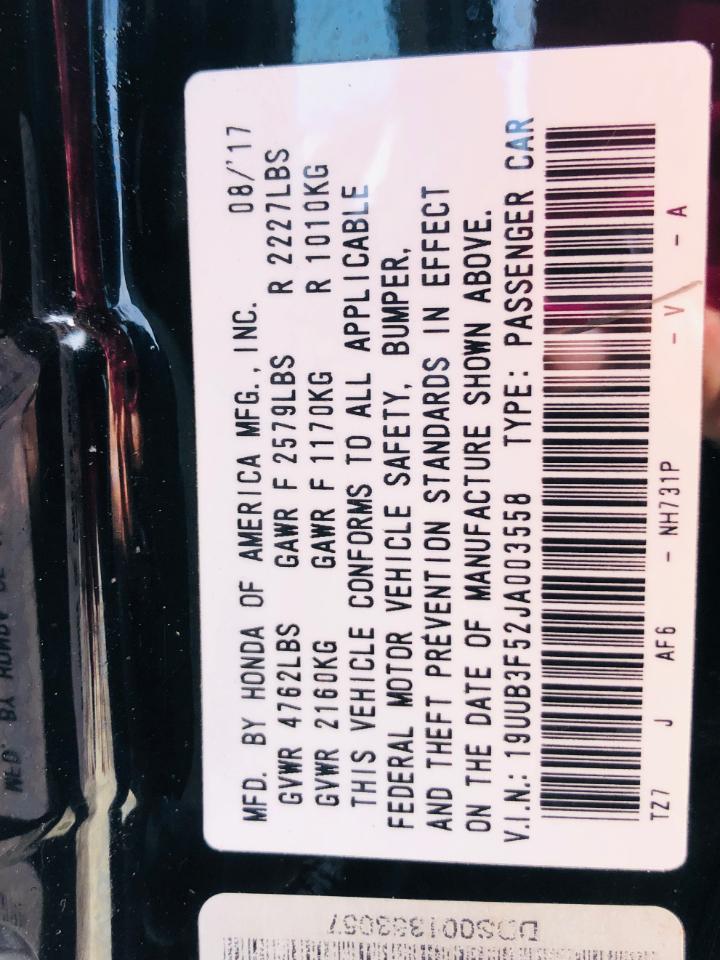 MFD. BY HONDA OF AMERICA MFG., INC. 08/'17
GVWR 4762LBS GAWR F 2579LBS R 2227LBS
GVWR 2160KG GAWR F 1170KG R 1010KG
THIS VEHICLE CONFORMS TO ALL APPLICABLE
FEDERAL MOTOR VEHICLE SAFETY, BUMPER,
AND THEFT PREVENTION STANDARDS IN EFFECT
ON THE DATE OF MANUFACTURE SHOWN ABOVE.
V.I.N.: 19UUB3F52JA003558 TYPE: PASSENGER CAR
TZ7 J AF6 - NH731P - V - A